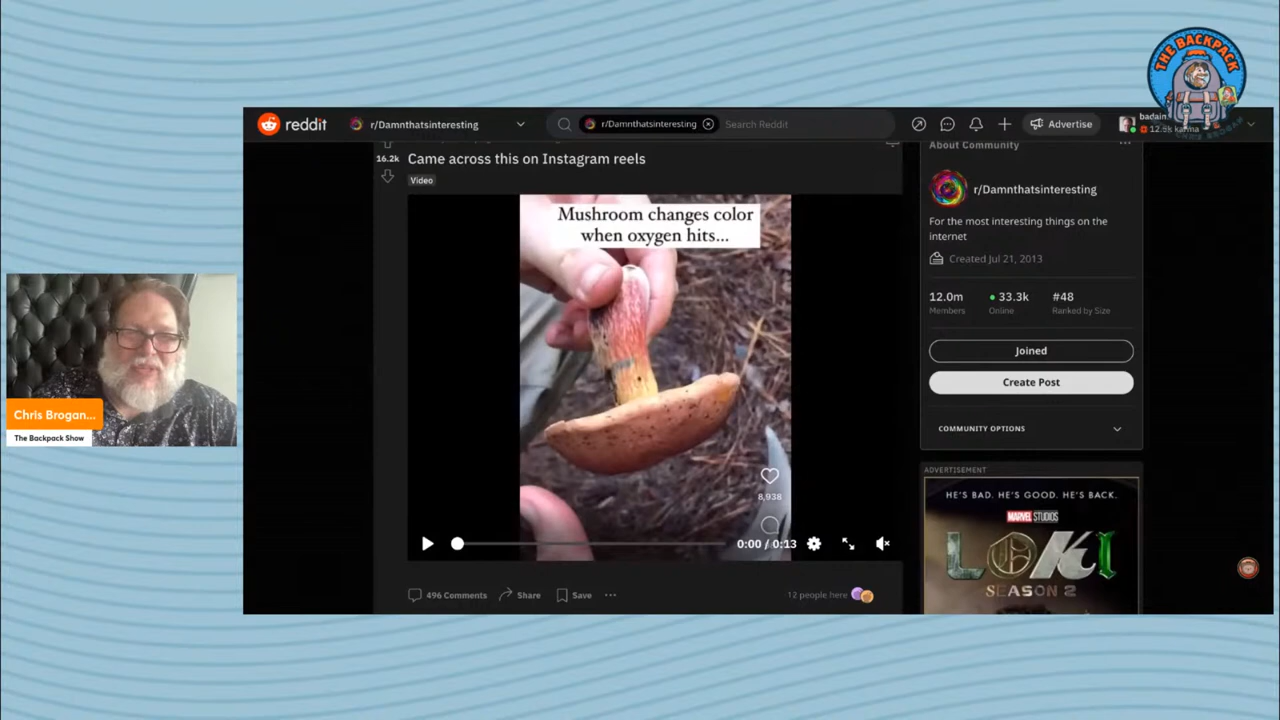 THE BACKPACK
reddit
r/Damnthatsinteresting
r/Damnthatsinteresting
Search Reddit
Advertise
12.9k karma
16.2k
Came across this on Instagram reels
Video
Mushroom changes color
when oxygen hits...
8,938
0:00 / 0:13
496 Comments
Share
Save
12 people here
About Community
r/Damnthatsinteresting
For the most interesting things on the
internet
Created Jul 21, 2013
12.0m
33.3k
#48
Members
Online
Ranked by Size
Joined
Create Post
COMMUNITY OPTIONS
ADVERTISEMENT
HE'S BAD. HE'S GOOD. HE'S BACK.
MARVEL STUDIOS
LOKI
SEASON 2
Chris Brogan...
The Backpack Show